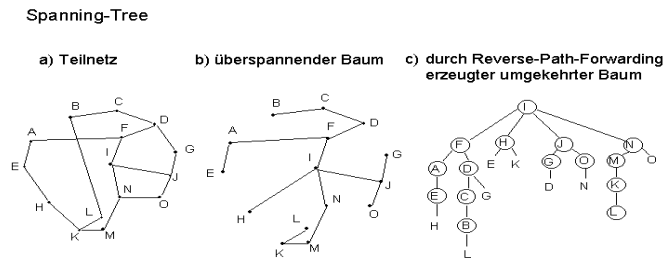 Spanning-Tree
a) Teilnetz
b) überspannender Baum
c) durch Reverse-Path-Forwarding
erzeugter umgekehrter Baum
B C D
A F
E I G
J
H L N O
K M
B C D
A F
E I G
J
H L N O
K M
I
F H J N
A D E K G O M O
E C G D N K
H B L
L